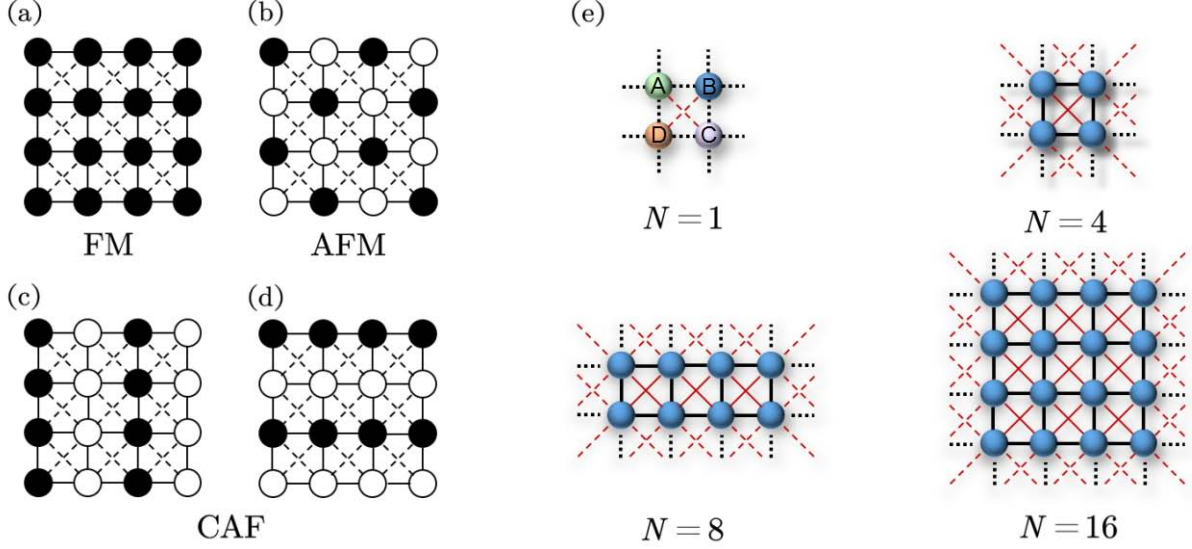 (a)
(b)
FM
AFM
(c)
(d)
CAF
(e)
A B
D C
N = 1
N = 4
N = 8
N = 16